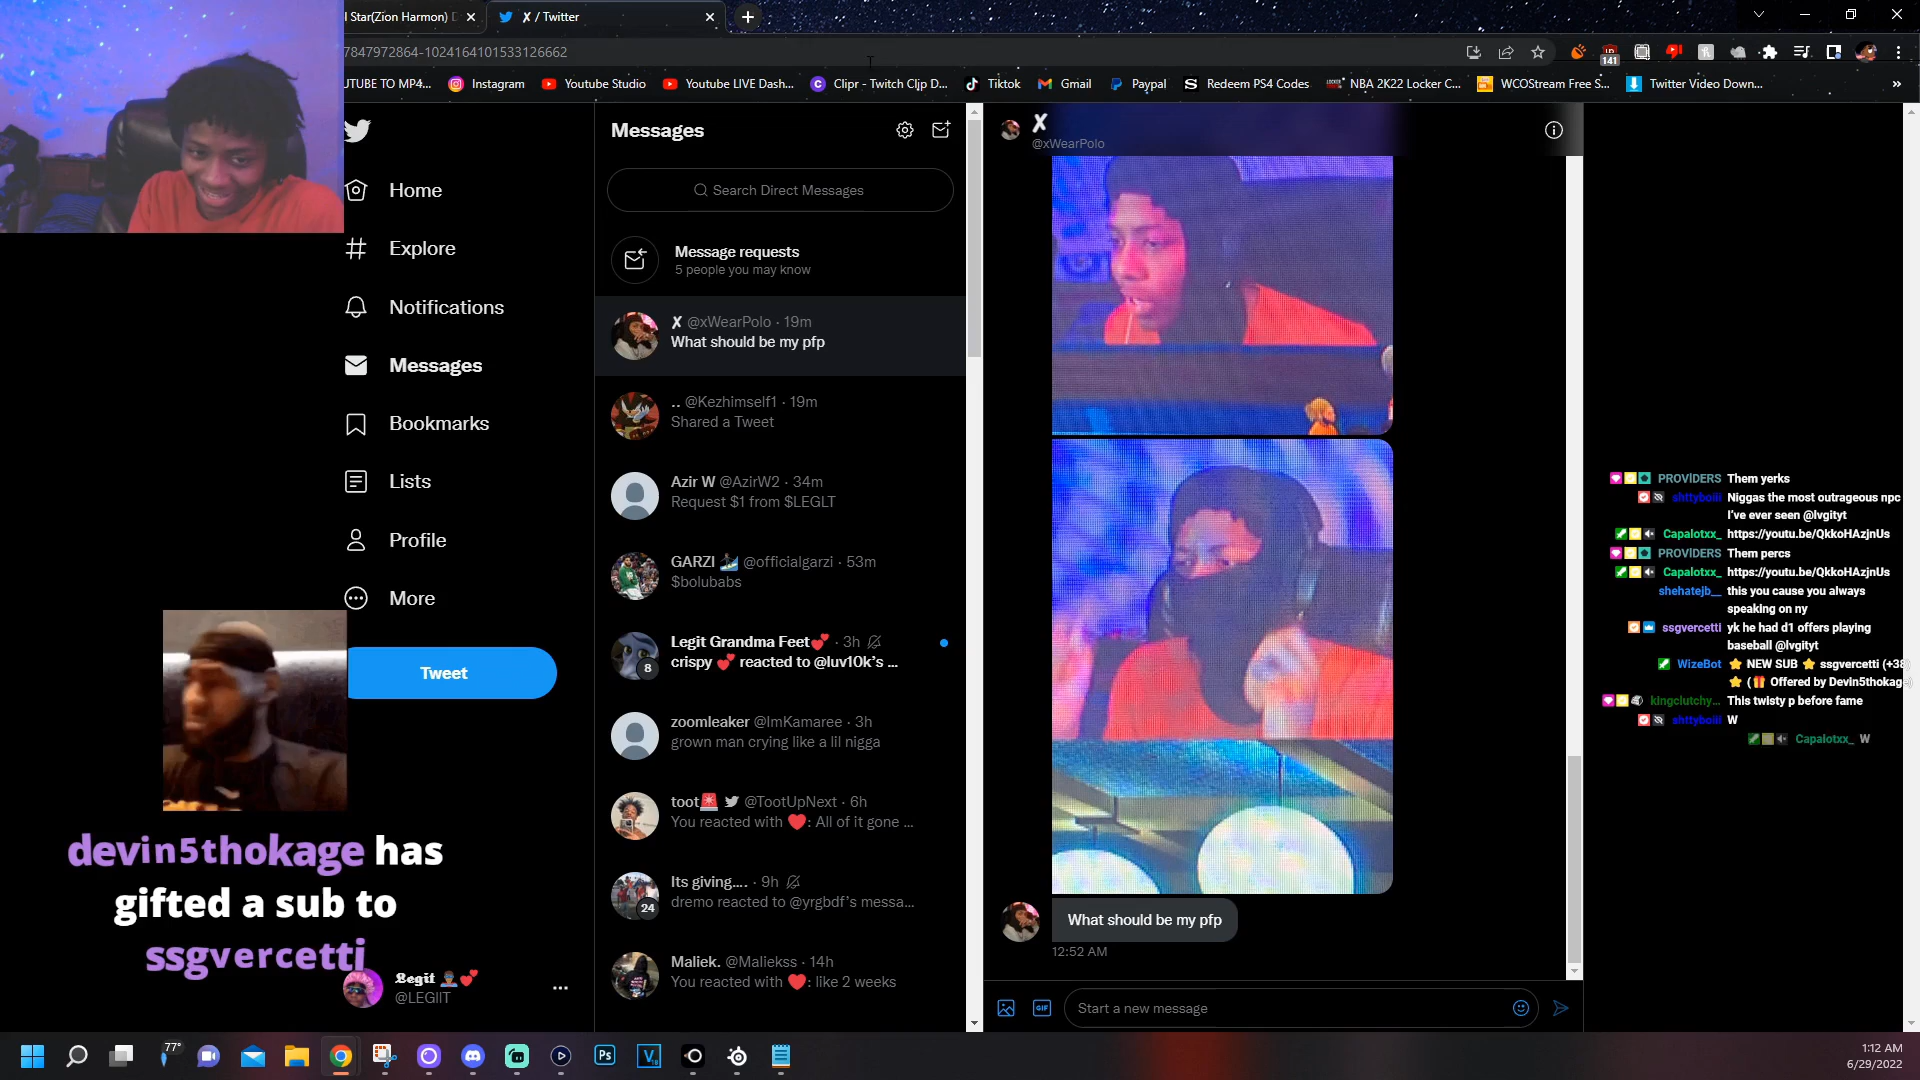 l Star(Zion Harmon) D
X / Twitter
7847972864-1024164101533126662
141
UTUBE TO MP4...
Instagram
Youtube Studio
Youtube LIVE Dash...
Clipr - Twitch Clip D...
Tiktok
Gmail
Paypal
Redeem PS4 Codes
NBA 2K22 Locker C...
WCOStream Free S...
Twitter Video Down...
»
Home
Explore
Notifications
Messages
Bookmarks
Lists
Profile
More
Tweet
devin5thokage has
gifted a sub to
ssgvercetti
Legit
@LEGIIT
Messages
Search Direct Messages
Message requests
5 people you may know
X @xWearPolo · 19m
What should be my pfp
.. @Kezhimself1 · 19m
Shared a Tweet
Azir W @AzirW2 · 34m
Request $1 from $LEGLT
GARZI @officialgarzi · 53m
$bolubabs
Legit Grandma Feet💕 · 3h
crispy 💕 reacted to @luv10k's ...
8
zoomleaker @ImKamaree · 3h
grown man crying like a lil nigga
toot🚨 @TootUpNext · 6h
You reacted with ❤️: All of it gone ...
Its giving.... · 9h
dremo reacted to @yrgbdf's messa...
24
Maliek. @Maliekss · 14h
You reacted with ❤️: like 2 weeks
X
@xWearPolo
What should be my pfp
12:52 AM
GIF
Start a new message
PROVIDERS Them yerks
shttyboiii Niggas the most outrageous npc
I've ever seen @lvgityt
Capalotxx_ https://youtu.be/QkkoHAzjnUs
PROVIDERS Them percs
Capalotxx_ https://youtu.be/QkkoHAzjnUs
shehatejb__ this you cause you always
speaking on ny
ssgvercetti yk he had d1 offers playing
baseball @lvgityt
WizeBot ⭐ NEW SUB ⭐ ssgvercetti (+38)
⭐ (🎁 Offered by Devin5thokage)
kingclutchy... This twisty p before fame
shttyboiii W
Capalotxx_ W
77°
Ps
1:12 AM
6/29/2022